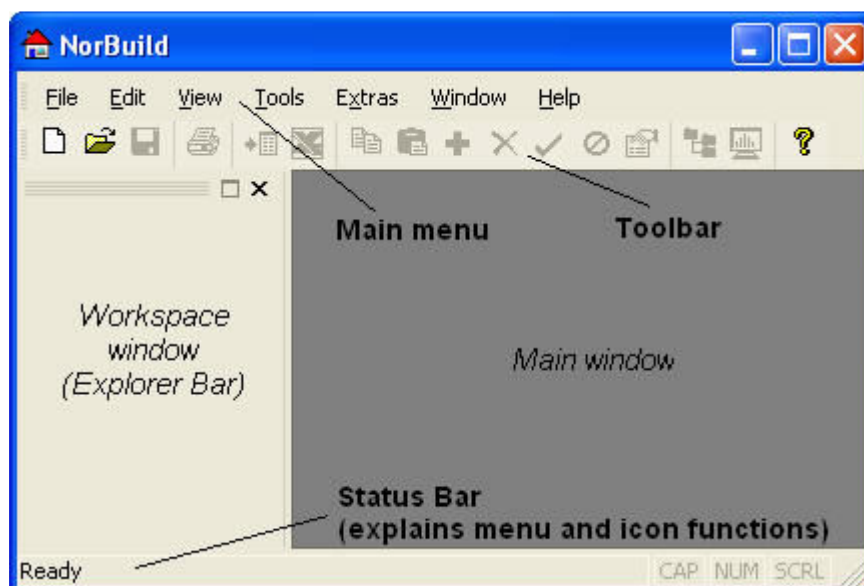 NorBuild
File Edit View Tools Extras Window Help
Main menu
Toolbar
Workspace
window
(Explorer Bar)
Main window
Status Bar
(explains menu and icon functions)
Ready
CAP NUM SCRL